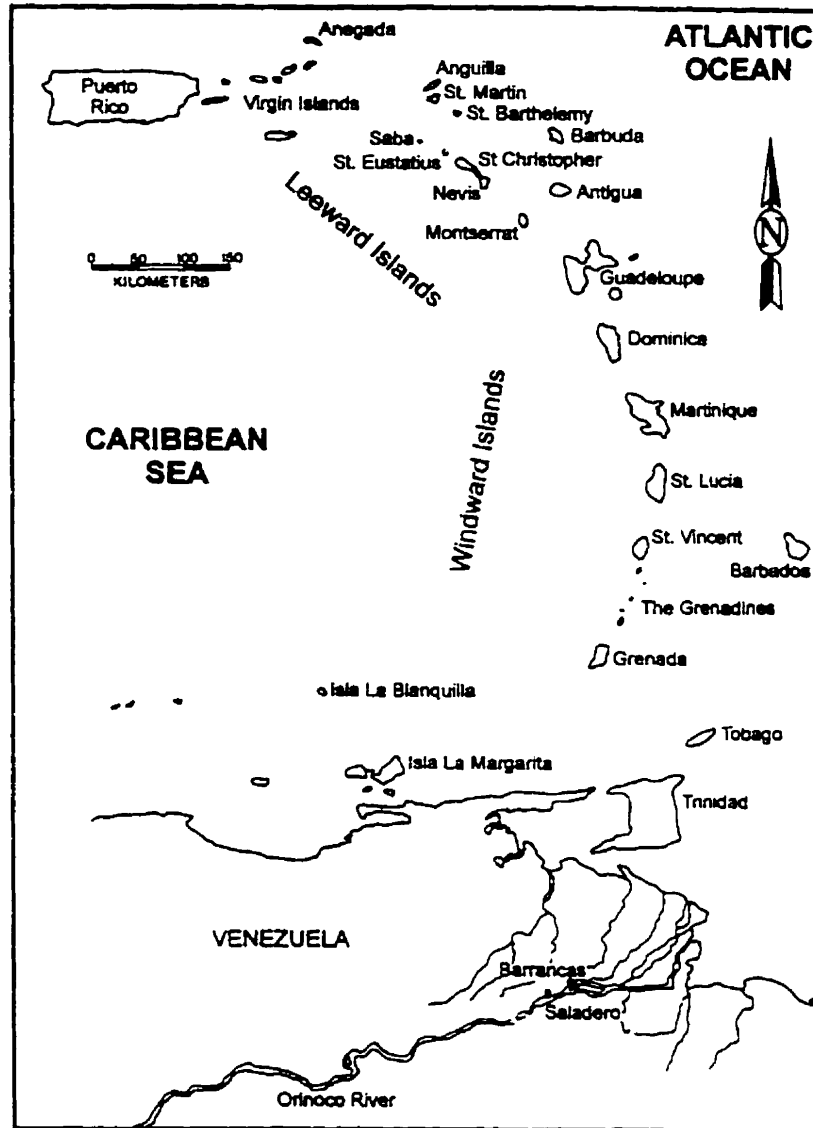 Anegada
ATLANTIC
OCEAN
Puerto
Rico
Virgin Islands
Anguilla
St. Martin
St. Barthelemy
Saba
Barbuda
St. Eustatius
St Christopher
Nevis
Antigua
Montserrat
Leeward Islands
N
0 50 100 150
KILOMETERS
Guadeloupe
Dominica
Windward Islands
Martinique
CARIBBEAN
SEA
St. Lucia
St. Vincent
Barbados
The Grenadines
Grenada
Isla La Blanquilla
Tobago
Isla La Margarita
Trinidad
VENEZUELA
Barrancas
Saladero
Orinoco River